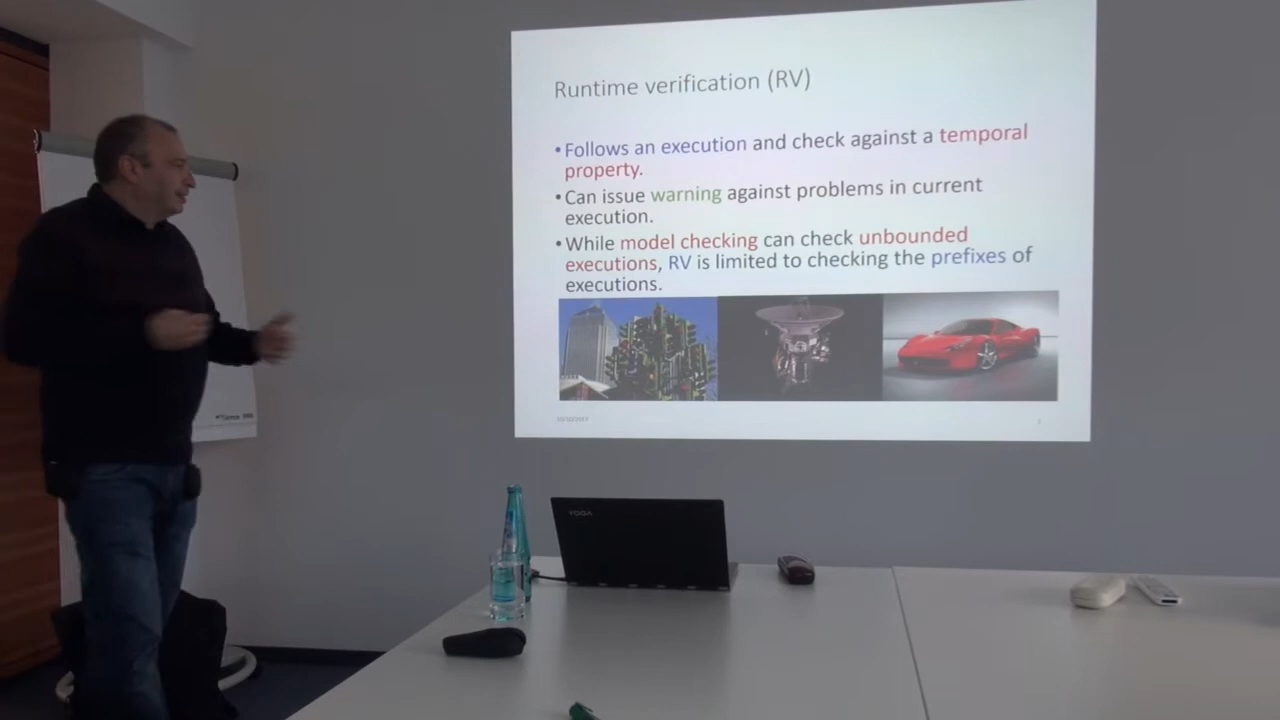 Runtime verification (RV)
•Follows an execution and check against a temporal
property.
•Can issue warning against problems in current
execution.
•While model checking can check unbounded
executions, RV is limited to checking the prefixes of
executions.
YOGA